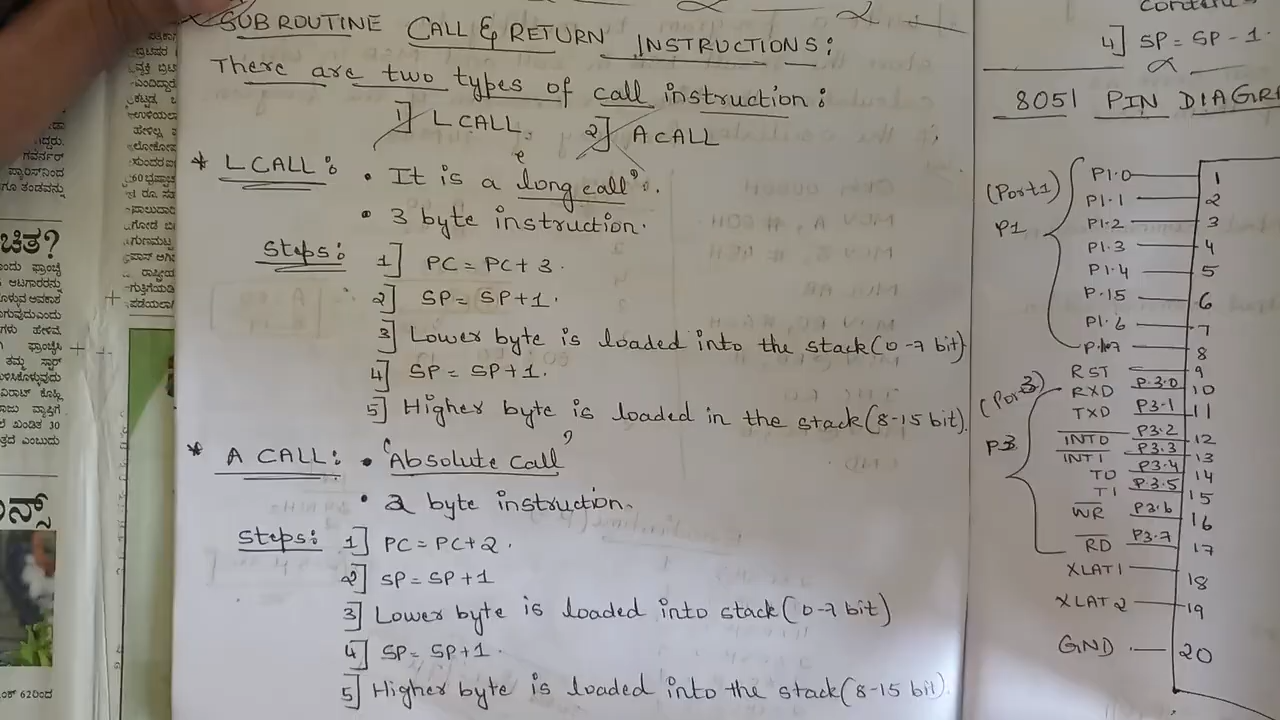 SUBROUTINE CALL & RETURN INSTRUCTIONS:
There are two types of call instruction:
1] LCALL. 2] ACALL
* LCALL: • It is a "long call".
• 3 byte instruction.
Steps: 1] PC = PC + 3.
2] SP = SP + 1.
3] Lower byte is loaded into the stack (0-7 bit)
4] SP = SP + 1.
5] Higher byte is loaded in the stack (8-15 bit).
* A CALL: • 'Absolute call'
• 2 byte instruction.
Steps: 1] PC = PC + 2.
2] SP = SP + 1
3] Lower byte is loaded into stack (0-7 bit)
4] SP = SP + 1.
5] Higher byte is loaded into the stack (8-15 bit).
4] SP = SP - 1.
8051 PIN
(Port1)
P1
P1.0 1
P1.1 2
P1.2 3
P1.3 4
P1.4 5
P.15 6
P1.6 7
8
RST 9
P3
RXD P.3.0 10
TXD P3.1 11
INT0 P3.2 12
INT1 P3.3 13
T0 P3.4 14
T1 P3.5 15
WR P3.6 16
RD P3.7 17
XLAT1 18
XLAT2 19
GND 20